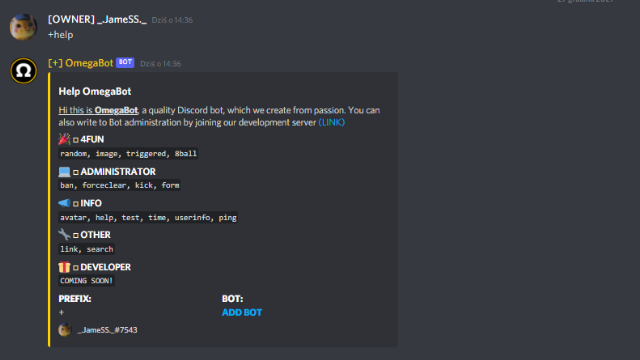 [OWNER] _.JameSS._ Dziś o 14:36
+help
[+] OmegaBot BOT Dziś o 14:36
Help OmegaBot
Hi this is OmegaBot, a quality Discord bot, which we create from passion. You can
also write to Bot administration by joining our development server (LINK)
4FUN
random, image, triggered, 8ball
ADMINISTRATOR
ban, forceclear, kick, form
INFO
avatar, help, test, time, userinfo, ping
OTHER
link, search
DEVELOPER
COMING SOON!
PREFIX: BOT:
+ ADD BOT
_.JameSS._#7543